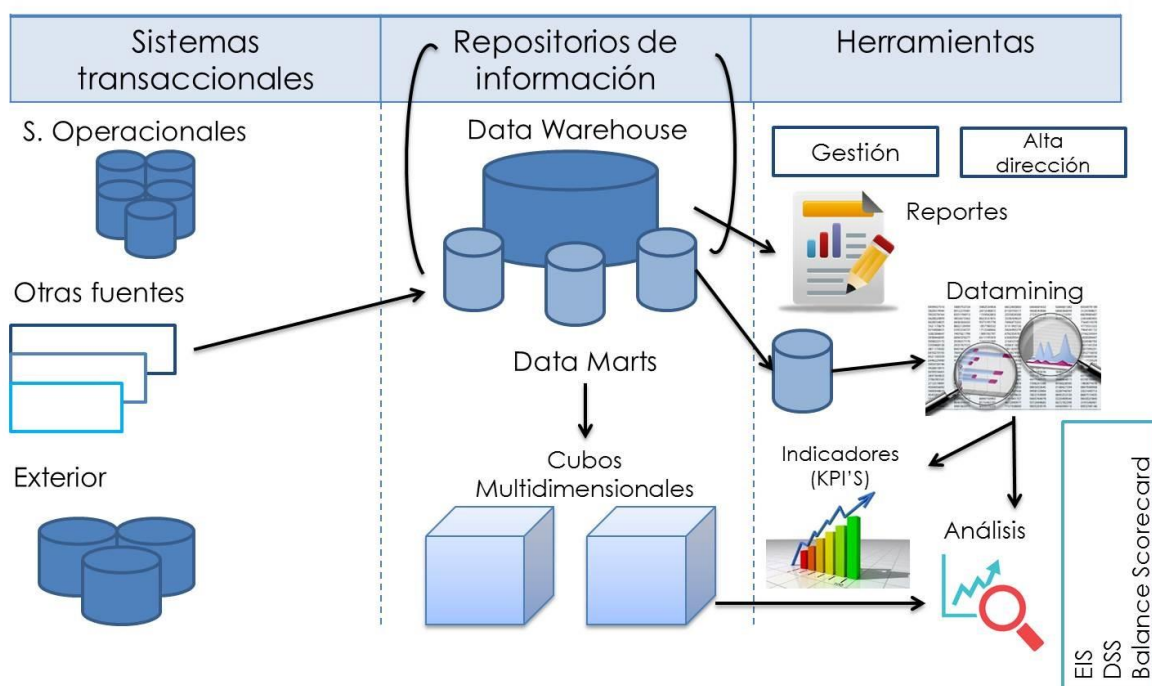 Sistemas
transaccionales
Repositorios de
información
Herramientas
S. Operacionales
Otras fuentes
Exterior
Data Warehouse
Data Marts
Cubos
Multidimensionales
Gestión
Alta
dirección
Reportes
Datamining
Indicadores
(KPI'S)
Análisis
EIS
DSS
Balance Scorecard